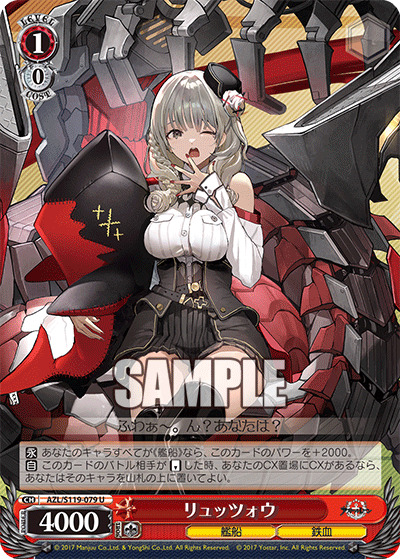 LEVEL
1
0
COST
SAMPLE
ふわぁ～。ん？あなたは？
永 あなたのキャラすべてが《艦船》なら、このカードのパワーを+2000。
自 このカードのバトル相手が した時、あなたのCX置場にCXがあるなら、
あなたはそのキャラを山札の上に置いてよい。
CH AZL/S119-079 U
4000
リュッツォウ
艦船 鉄血
© 2017 Manjuu Co.,Ltd. & YongShi Co.,Ltd. All Rights Reserved. © 2017 Yostar, Inc. All Rights Reserved.